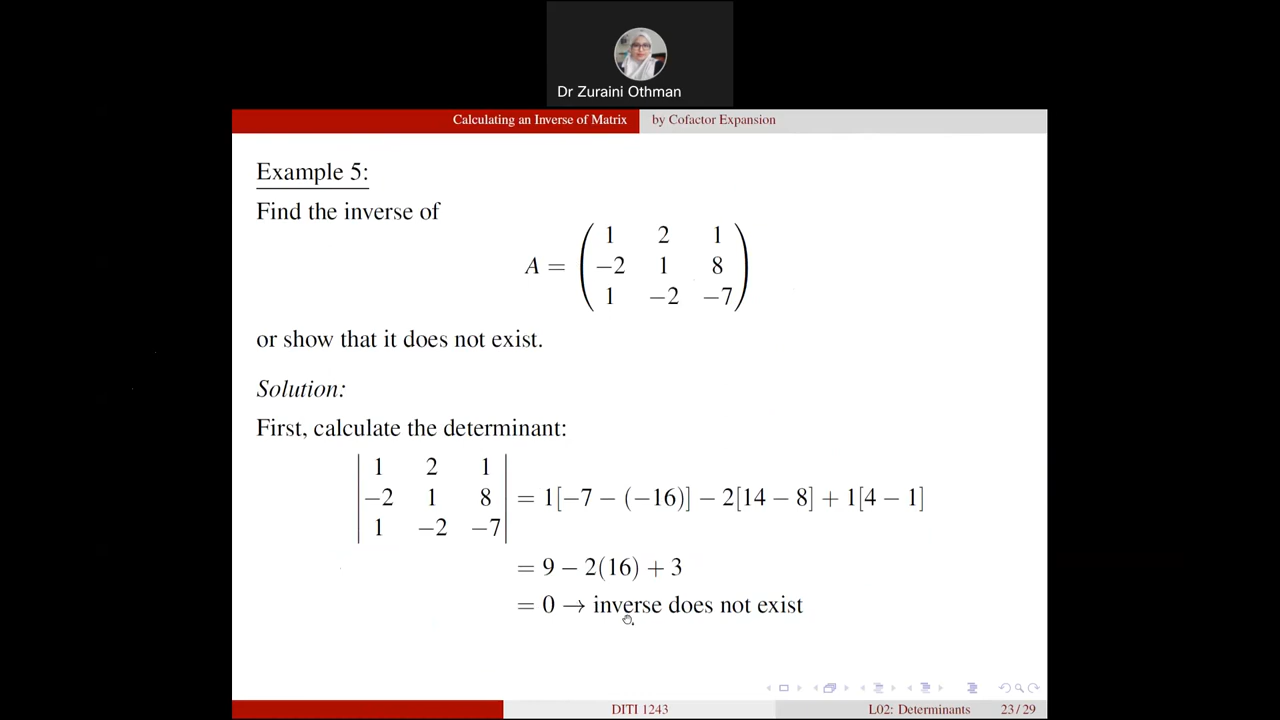 Dr Zuraini Othman
Calculating an Inverse of Matrix by Cofactor Expansion
Example 5:
Find the inverse of
1 2 1
A = −2 1 8
1 −2 −7
or show that it does not exist.
Solution:
First, calculate the determinant:
1 2 1
−2 1 8 = 1[−7 − (−16)] − 2[14 − 8] + 1[4 − 1]
1 −2 −7
= 9 − 2(16) + 3
= 0 → inverse does not exist
DITI 1243 L02: Determinants 23 / 29